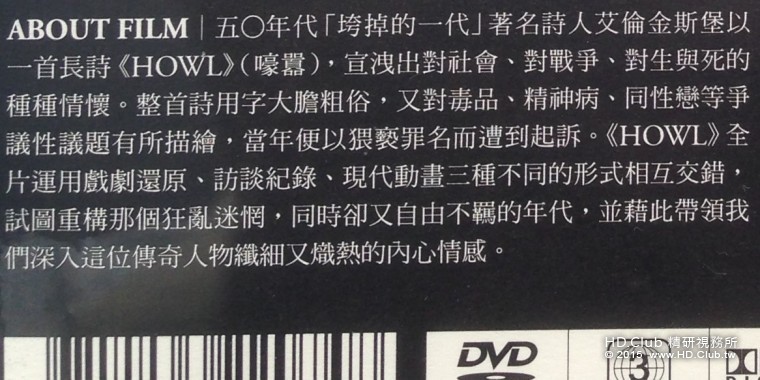 ABOUT FILM｜五〇年代「垮掉的一代」著名詩人艾倫金斯堡以
一首長詩《HOWL》（嚎囂），宣洩出對社會、對戰爭、對生與死的
種種情懷。整首詩用字大膽粗俗，又對毒品、精神病、同性戀等爭
議性議題有所描繪，當年便以猥褻罪名而遭到起訴。《HOWL》全
片運用戲劇還原、訪談紀錄、現代動畫三種不同的形式相互交錯，
試圖重構那個狂亂迷惘，同時卻又自由不羈的年代，並藉此帶領我
們深入這位傳奇人物纖細又熾熱的內心情感。
DVD
3
HD.Club 精研視務所
© 2015 www.HD.Club.tw